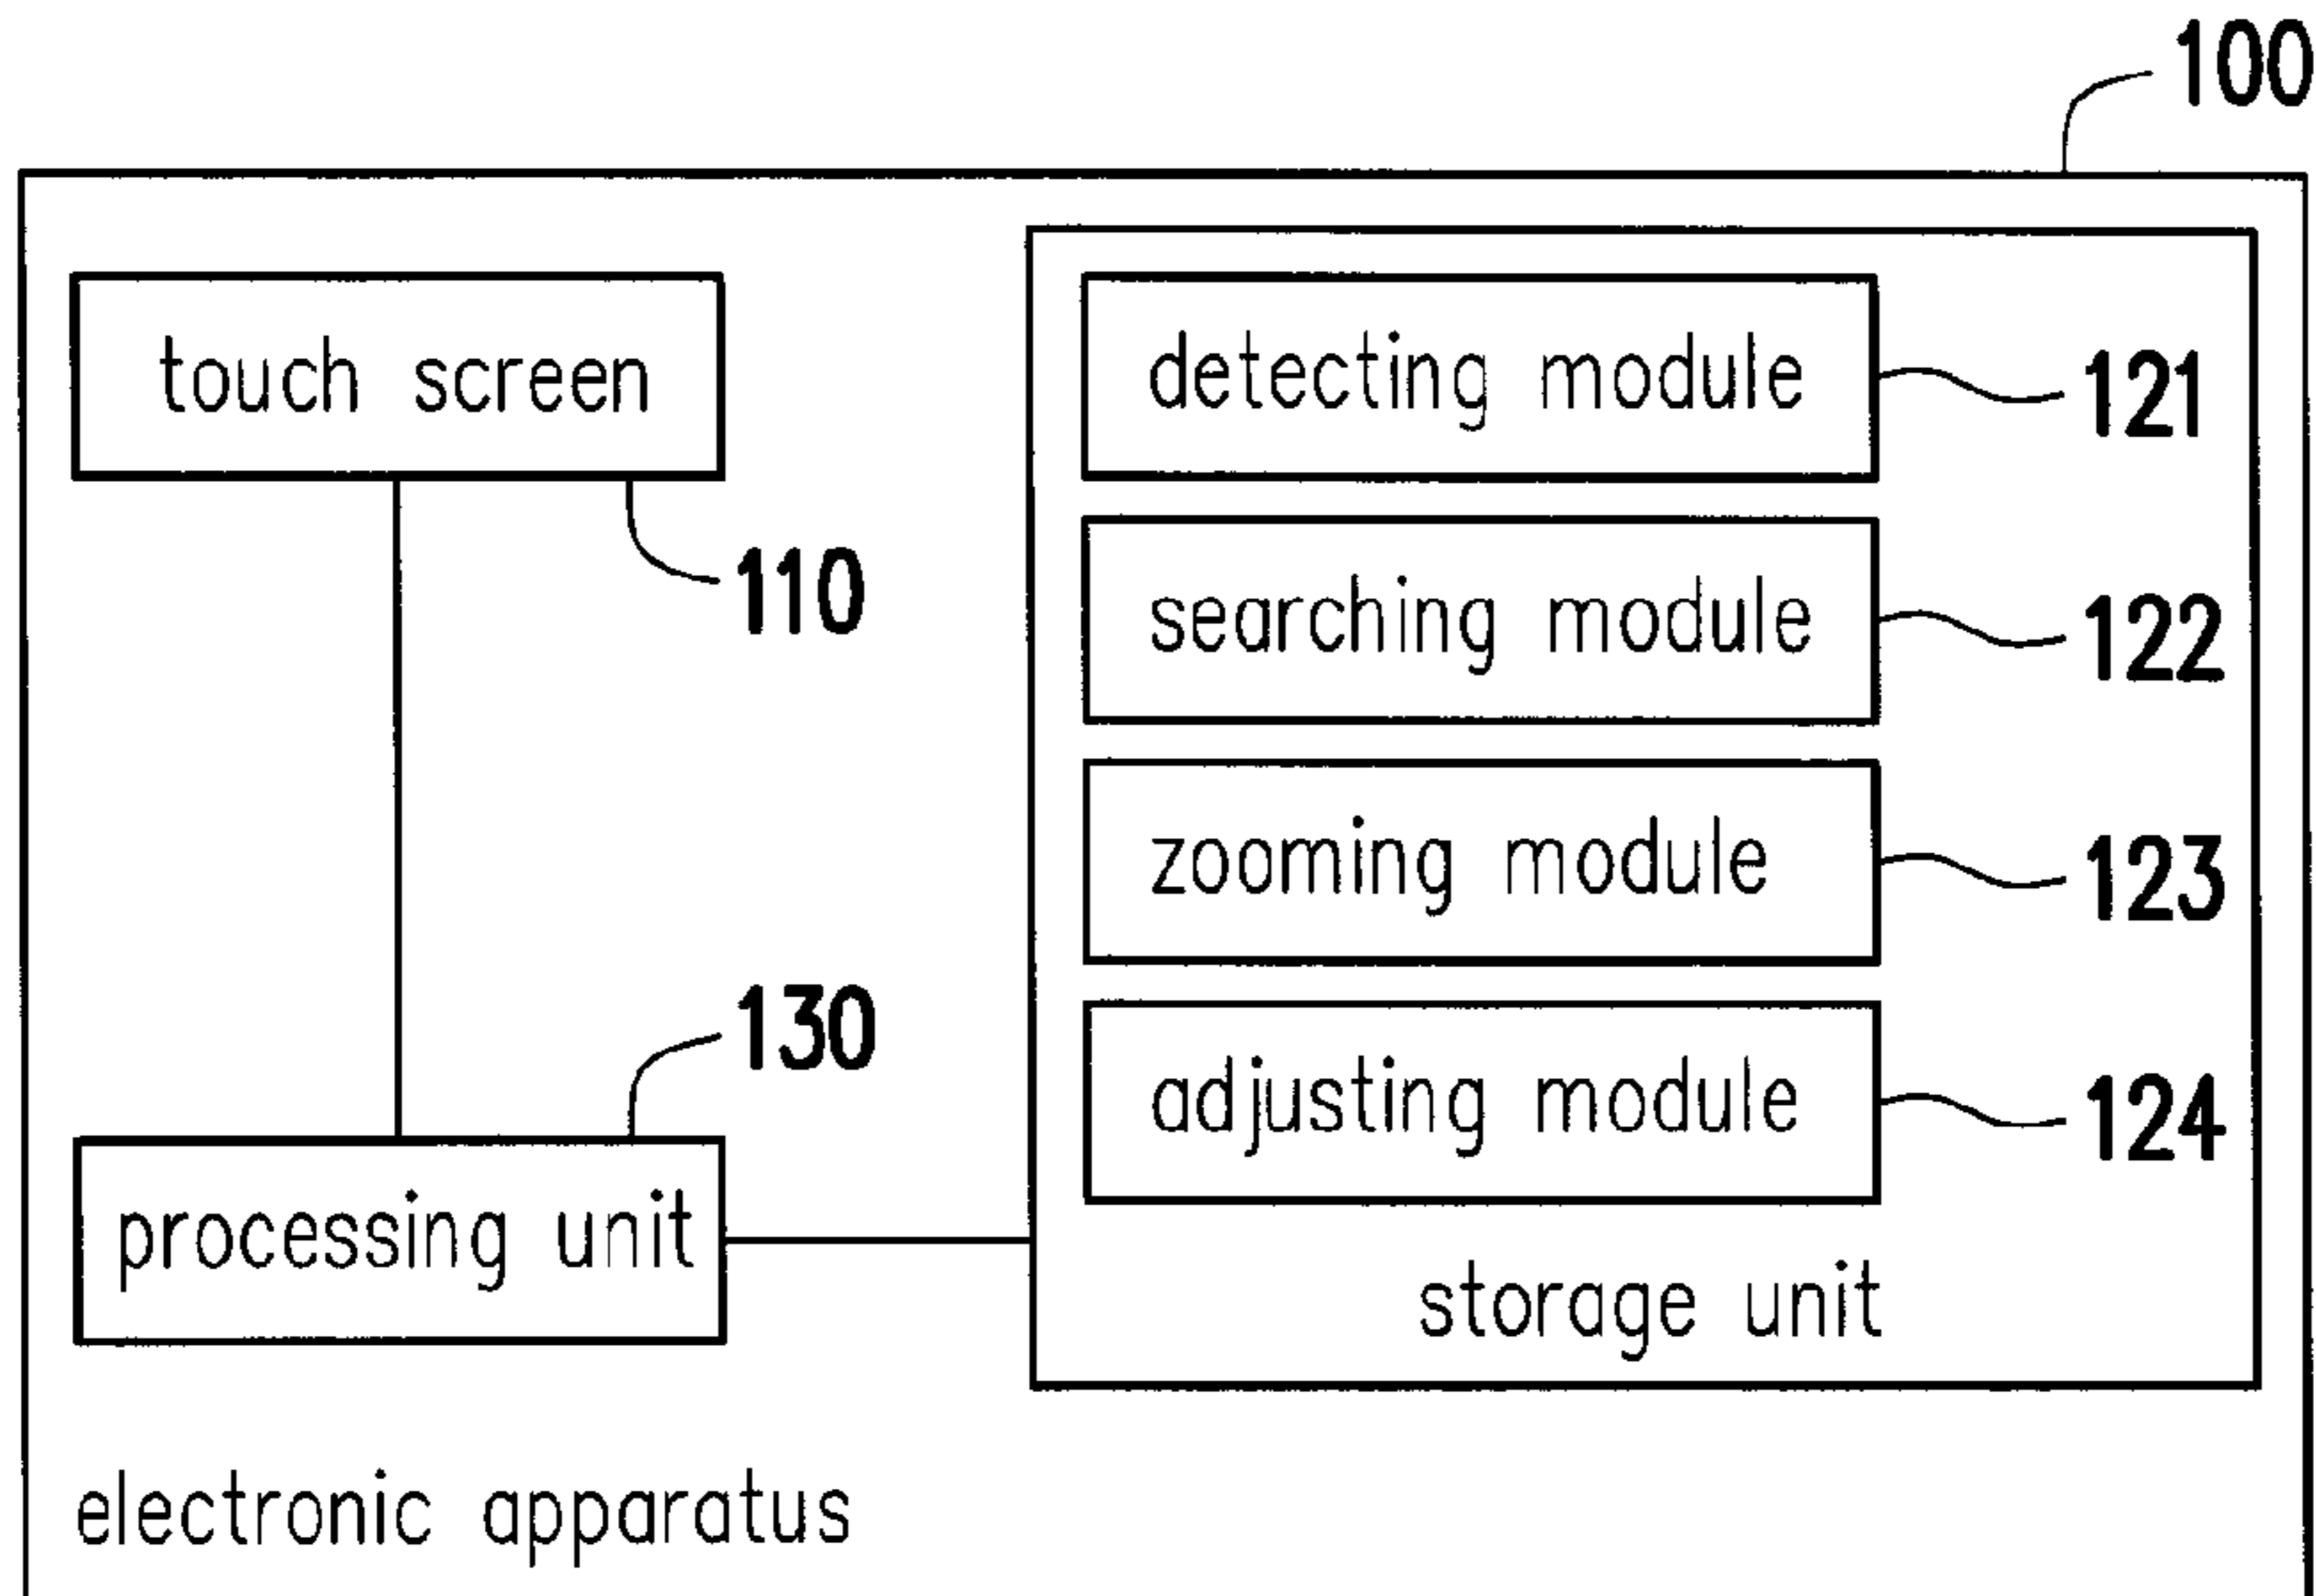 100
touch screen
110
detecting module
121
searching module
122
zooming module
123
adjusting module
124
130
processing unit
storage unit
electronic apparatus